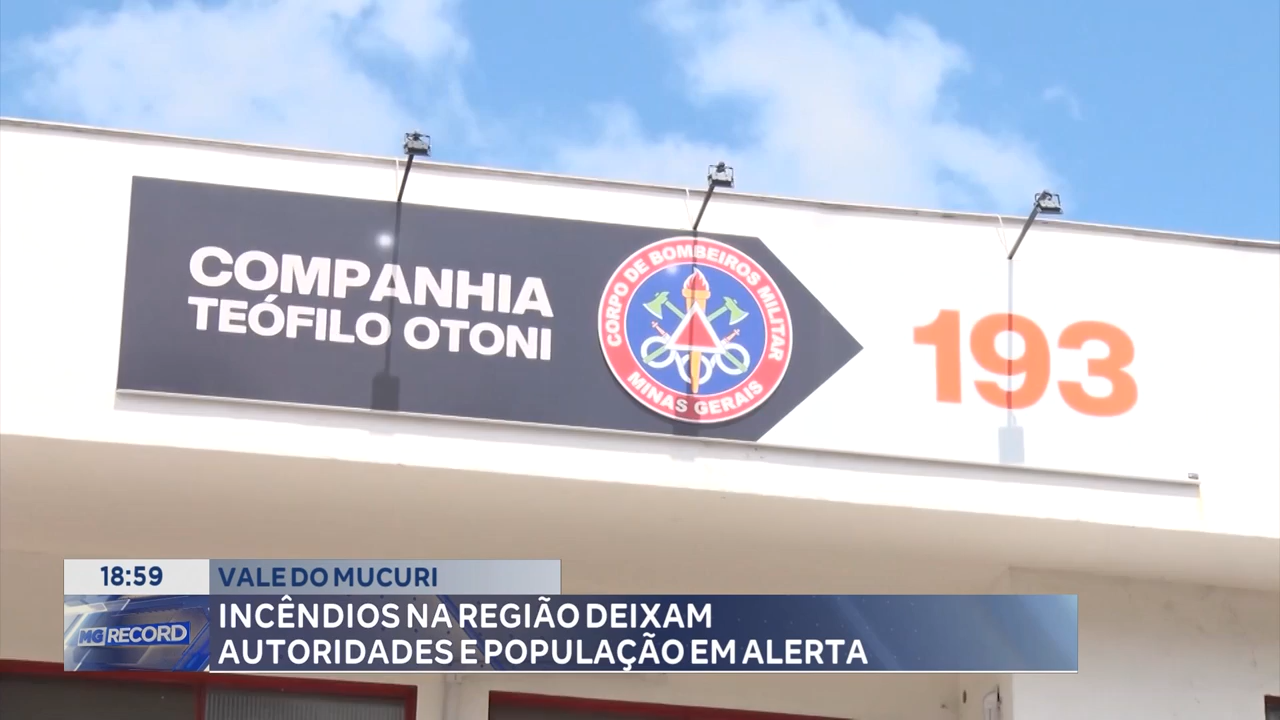 COMPANHIA
TEÓFILO OTONI
CORPO DE BOMBEIROS MILITAR
MINAS GERAIS
193
18:59
VALE DO MUCURI
MG RECORD
INCÊNDIOS NA REGIÃO DEIXAM
AUTORIDADES E POPULAÇÃO EM ALERTA